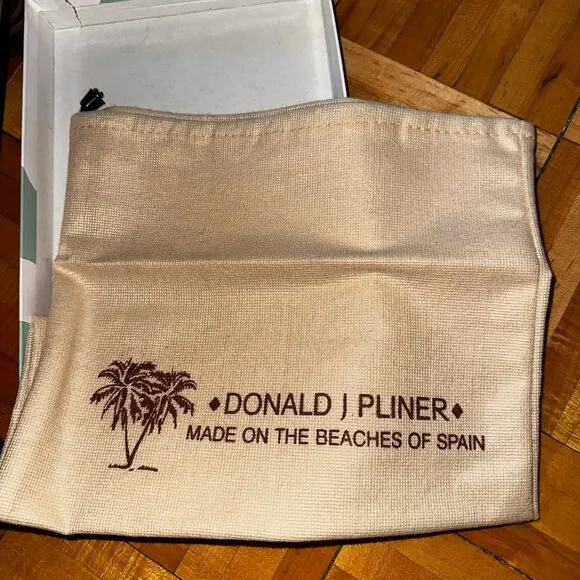 ♦DONALD J PLINER♦
MADE ON THE BEACHES OF SPAIN